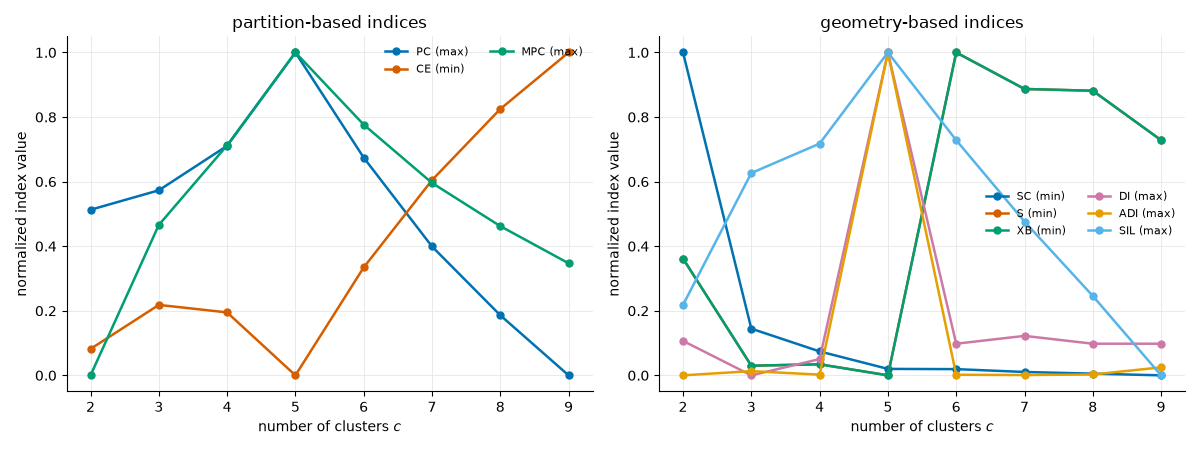 partition-based indices
PC (max)
CE (min)
MPC (max)
normalized index value
1.0
0.8
0.6
0.4
0.2
0.0
2 3 4 5 6 7 8 9
number of clusters c
geometry-based indices
SC (min)
S (min)
XB (min)
DI (max)
ADI (max)
SIL (max)
normalized index value
1.0
0.8
0.6
0.4
0.2
0.0
2 3 4 5 6 7 8 9
number of clusters c